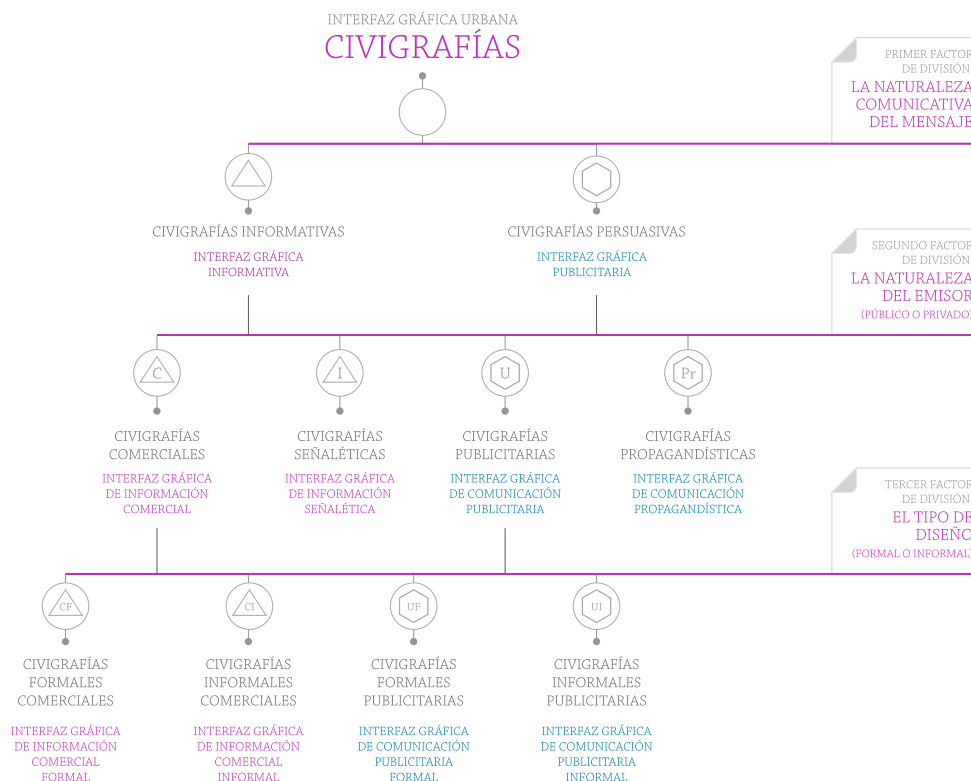 INTERFAZ GRÁFICA URBANA
CIVIGRAFÍAS
PRIMER FACTOR
DE DIVISIÓN
LA NATURALEZA
COMUNICATIVA
DEL MENSAJE
CIVIGRAFÍAS INFORMATIVAS
INTERFAZ GRÁFICA
INFORMATIVA
CIVIGRAFÍAS PERSUASIVAS
INTERFAZ GRÁFICA
PUBLICITARIA
SEGUNDO FACTOR
DE DIVISIÓN
LA NATURALEZA
DEL EMISOR
(PÚBLICO O PRIVADO)
C
CIVIGRAFÍAS
COMERCIALES
INTERFAZ GRÁFICA
DE INFORMACIÓN
COMERCIAL
I
CIVIGRAFÍAS
SEÑALÉTICAS
INTERFAZ GRÁFICA
DE INFORMACIÓN
SEÑALÉTICA
U
CIVIGRAFÍAS
PUBLICITARIAS
INTERFAZ GRÁFICA
DE COMUNICACIÓN
PUBLICITARIA
Pr
CIVIGRAFÍAS
PROPAGANDÍSTICAS
INTERFAZ GRÁFICA
DE COMUNICACIÓN
PROPAGANDÍSTICA
TERCER FACTOR
DE DIVISIÓN
EL TIPO DE
DISEÑO
(FORMAL O INFORMAL)
CF
CIVIGRAFÍAS
FORMALES
COMERCIALES
INTERFAZ GRÁFICA
DE INFORMACIÓN
COMERCIAL
FORMAL
CI
CIVIGRAFÍAS
INFORMALES
COMERCIALES
INTERFAZ GRÁFICA
DE INFORMACIÓN
COMERCIAL
INFORMAL
UF
CIVIGRAFÍAS
FORMALES
PUBLICITARIAS
INTERFAZ GRÁFICA
DE COMUNICACIÓN
PUBLICITARIA
FORMAL
UI
CIVIGRAFÍAS
INFORMALES
PUBLICITARIAS
INTERFAZ GRÁFICA
DE COMUNICACIÓN
PUBLICITARIA
INFORMAL